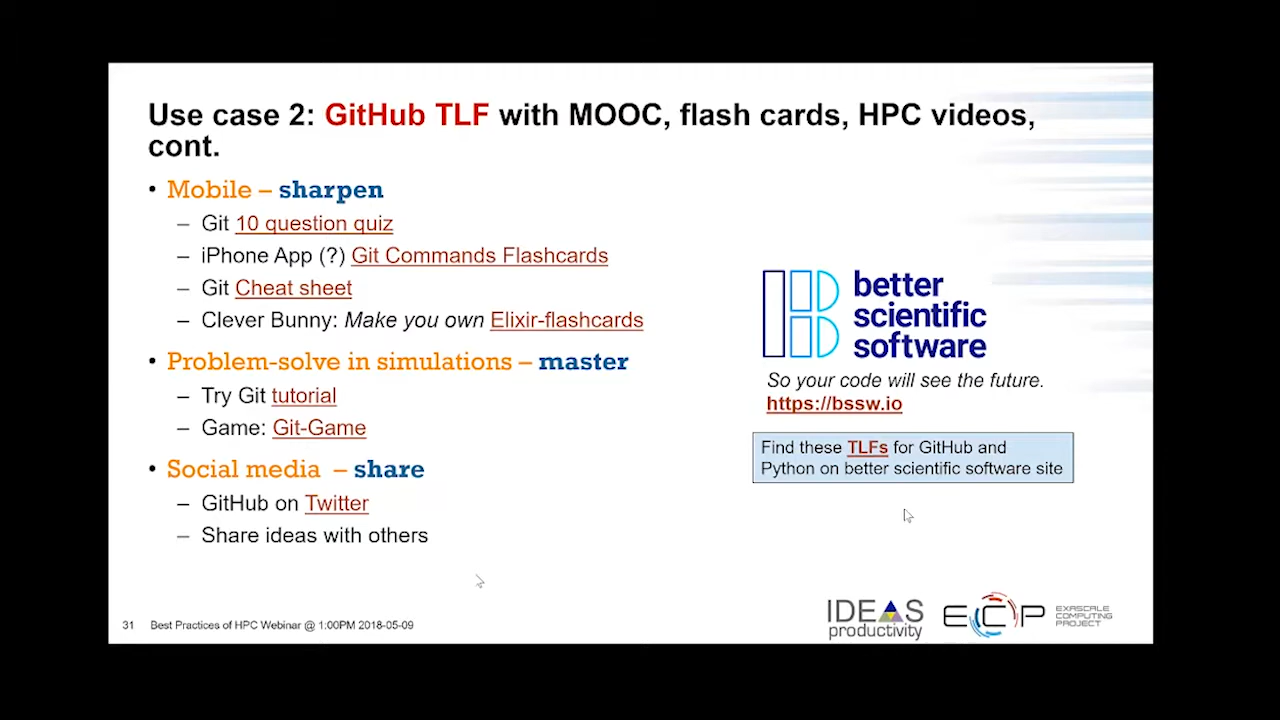 Use case 2: GitHub TLF with MOOC, flash cards, HPC videos,
cont.
• Mobile – sharpen
– Git 10 question quiz
– iPhone App (?) Git Commands Flashcards
– Git Cheat sheet
– Clever Bunny: Make you own Elixir-flashcards
• Problem-solve in simulations – master
– Try Git tutorial
– Game: Git-Game
• Social media – share
– GitHub on Twitter
– Share ideas with others
better
scientific
software
So your code will see the future.
https://bssw.io
Find these TLFs for GitHub and
Python on better scientific software site
31 Best Practices of HPC Webinar @ 1:00PM 2018-05-09
IDEAS
productivity
ECP
EXASCALE
COMPUTING
PROJECT